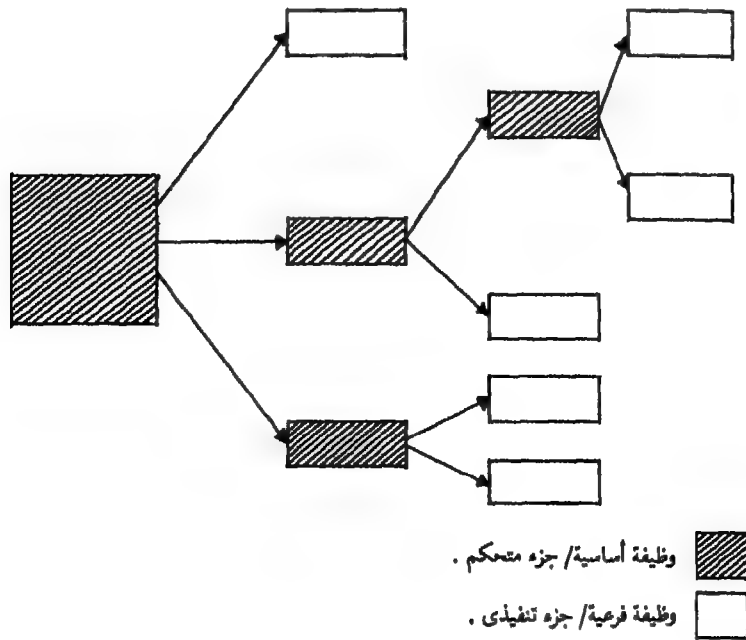 وظيفة أساسية/ جزء متحكم .
وظيفة فرعية/ جزء تنفيذى .